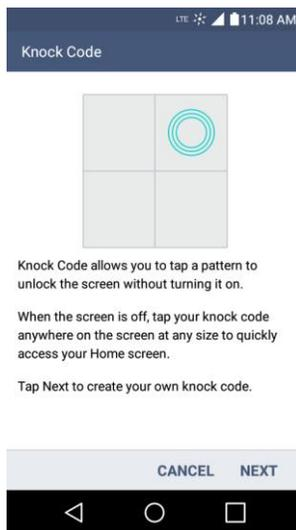 LTE 11:08 AM
Knock Code
Knock Code allows you to tap a pattern to
unlock the screen without turning it on.
When the screen is off, tap your knock code
anywhere on the screen at any size to quickly
access your Home screen.
Tap Next to create your own knock code.
CANCEL NEXT